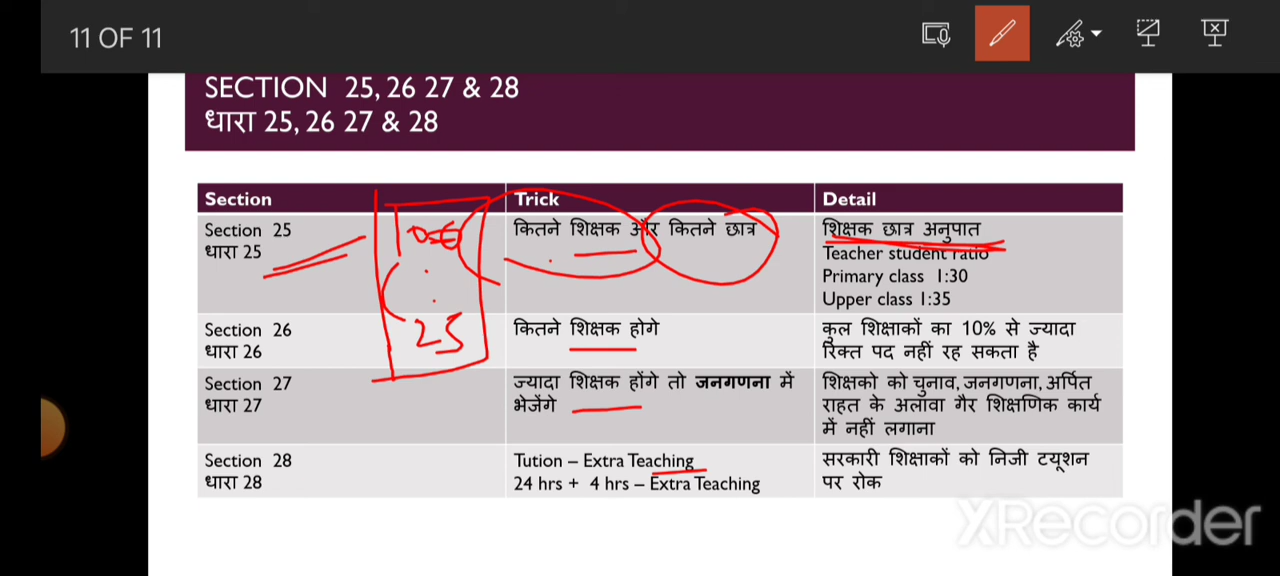 11 OF 11
SECTION 25, 26 27 & 28
धारा 25, 26 27 & 28
Section
Trick
Detail
Section 25
धारा 25
कितने शिक्षक और कितने छात्र
शिक्षक छात्र अनुपात
Teacher student ratio
Primary class 1:30
Upper class 1:35
25
Section 26
धारा 26
कितने शिक्षक होगे
कुल शिक्षाकों का 10% से ज्यादा
रिक्त पद नहीं रह सकता है
Section 27
धारा 27
ज्यादा शिक्षक होंगे तो जनगणना में
भेजेंगे
शिक्षको को चुनाव, जनगणना, अर्पित
राहत के अलावा गैर शिक्षणिक कार्य
में नहीं लगाना
Section 28
धारा 28
Tution – Extra Teaching
24 hrs + 4 hrs – Extra Teaching
सरकारी शिक्षाकों को निजी टयूशन
पर रोक
XRecorder